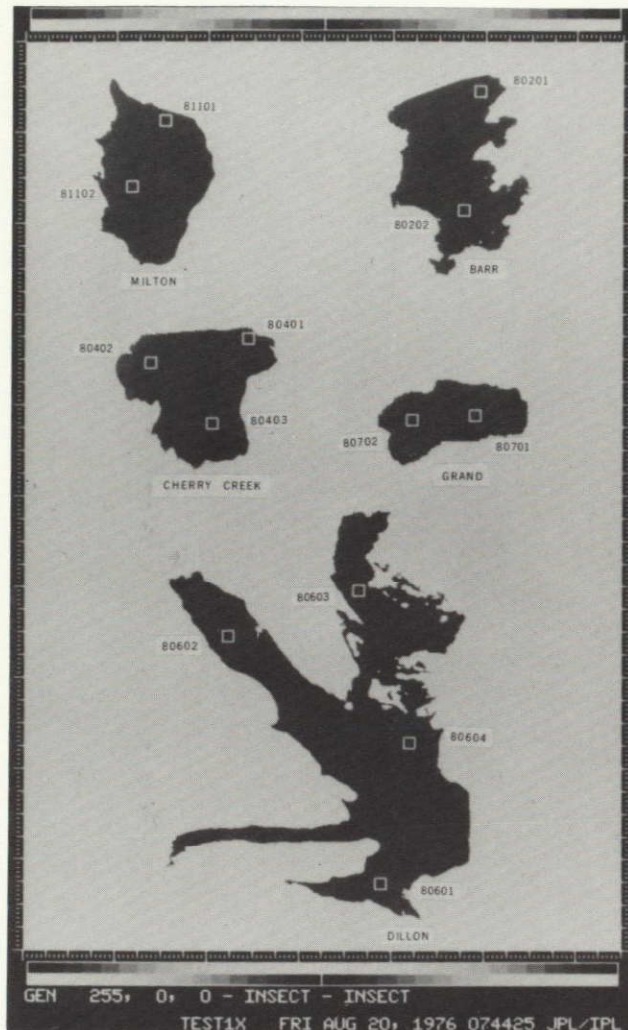 81101
80201
81102
80202
MILTON
BARR
80401
80402
80403
80702
80701
CHERRY CREEK
GRAND
80603
80602
80604
80601
DILLON
GEN 255, 0, 0 - INSECT - INSECT
TEST1X FRI AUG 20, 1976 074425 JPL/IPL